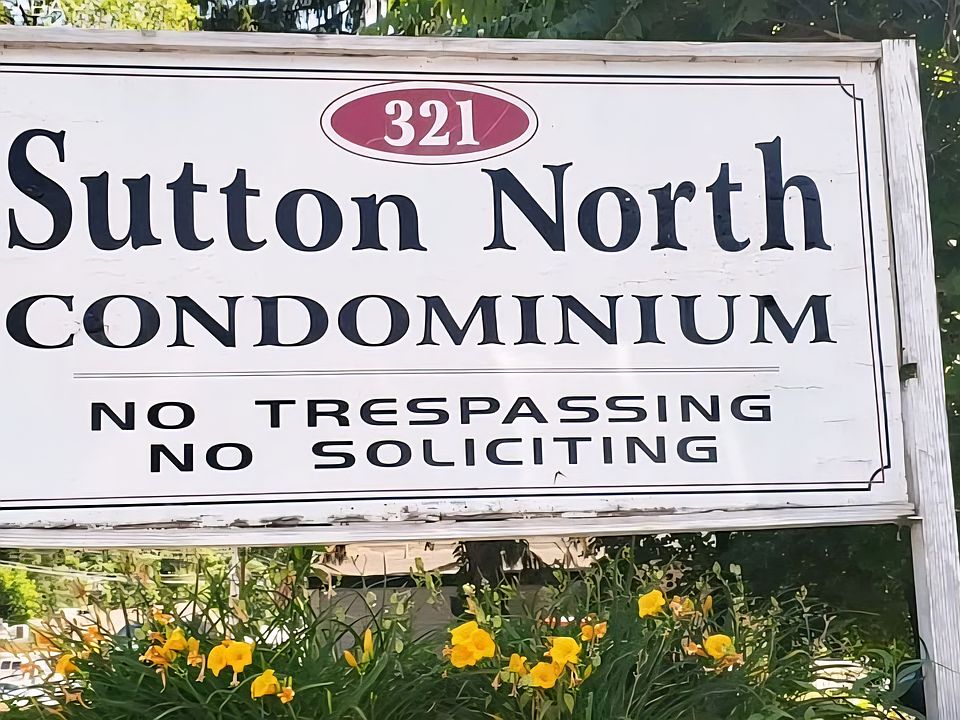 321
Sutton North
CONDOMINIUM
NO TRESPASSING
NO SOLICITING